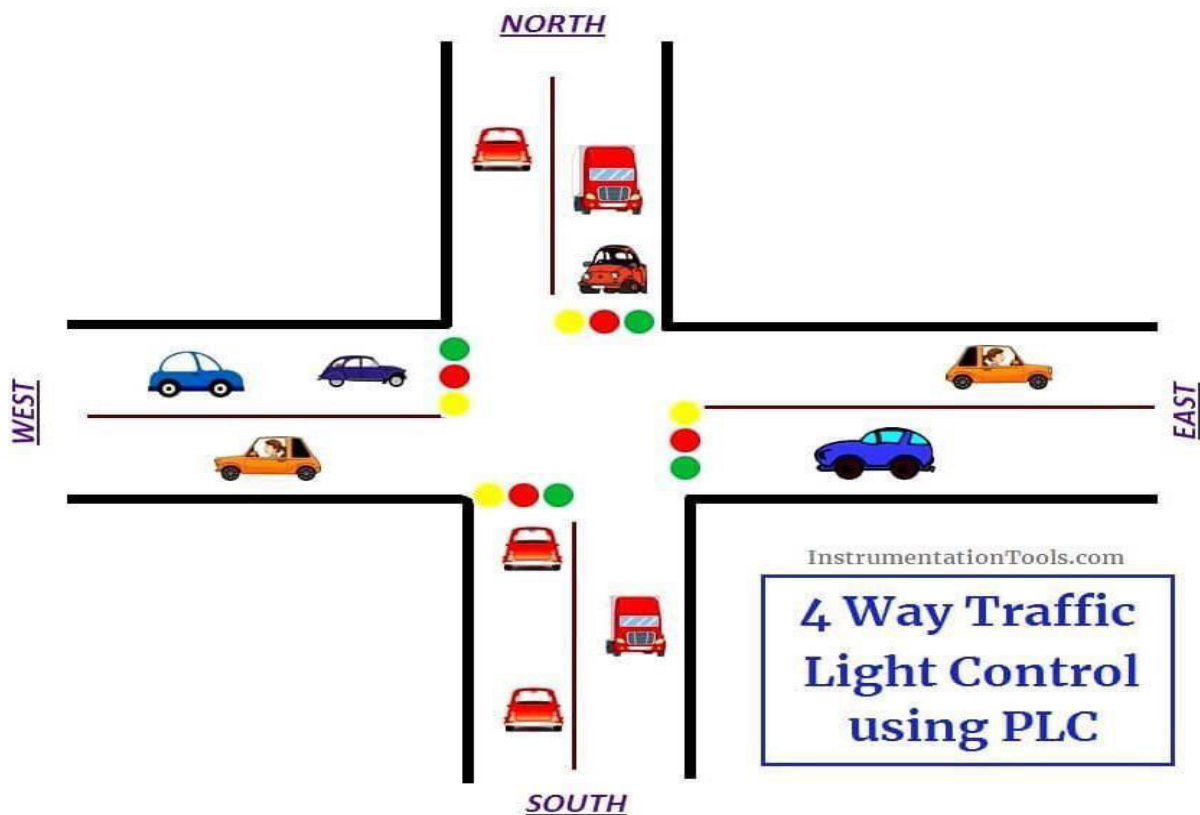 NORTH
WEST
EAST
InstrumentationTools.com
4 Way Traffic
Light Control
using PLC
SOUTH